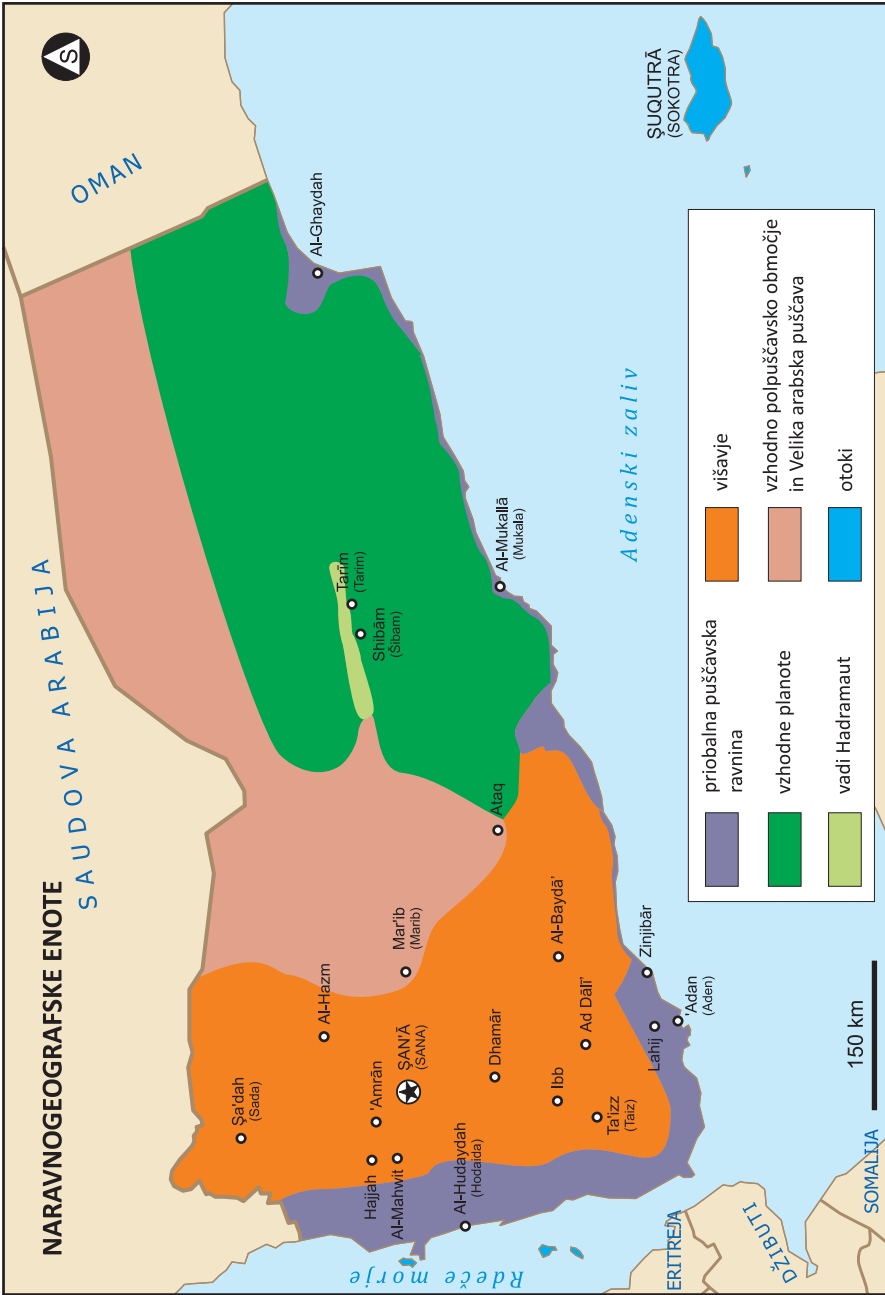 NARAVNOGEOGRAFSKE ENOTE
S
SAUDOVA ARABIJA
OMAN
Şa'dah
(Sada)
Al-Hazm
'Amrān
Hajjah
Al-Mahwit
ŞAN'Ā
(SANA)
Mar'ib
(Marib)
Al-Hudaydah
(Hodaida)
Dhamār
Ibb
Ta'izz
(Taiz)
Ad Dāli'
Al-Baydā'
Lahij
'Adan
(Aden)
Zinjibār
Ataq
Shibām
(Šibam)
Tarīm
(Tarim)
Al-Mukallā
(Mukala)
Al-Ghaydah
ŞUQUTRĀ
(SOKOTRA)
Rdeče morje
Adenski zaliv
ERITREJA
DŽIBUTI
SOMALIJA
150 km
priobalna puščavska
ravnina
vzhodne planote
vadi Hadramaut
višavje
vzhodno polpuščavsko območje
in Velika arabska puščava
otoki